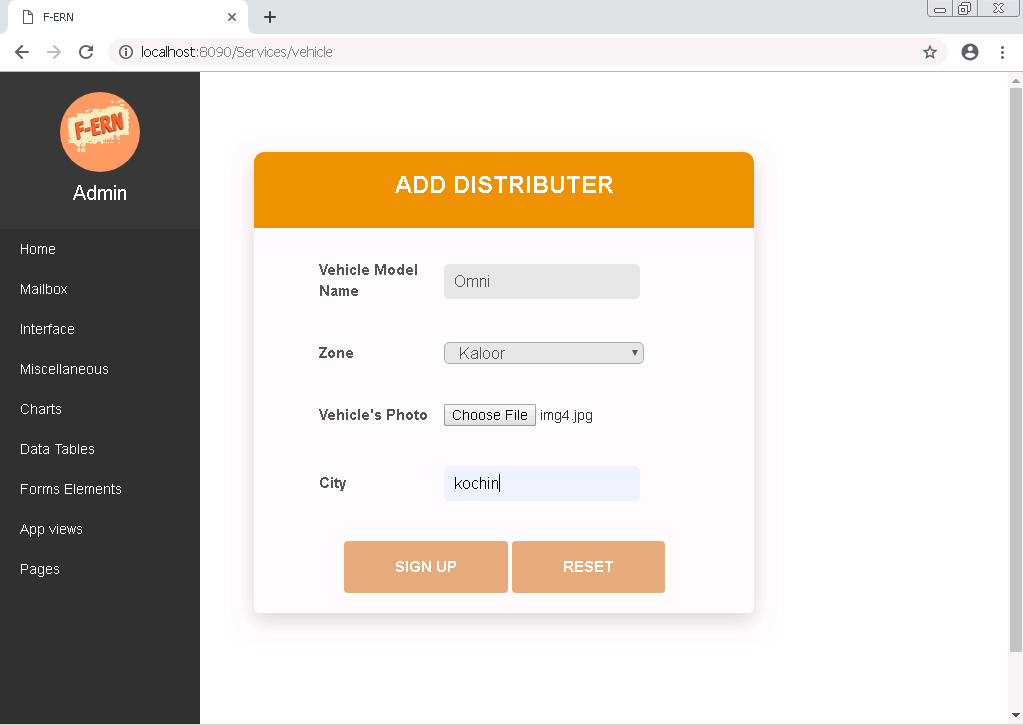 F-ERN
localhost:8090/Services/vehicle
F-ERN
Admin
Home
Mailbox
Interface
Miscellaneous
Charts
Data Tables
Forms Elements
App views
Pages
ADD DISTRIBUTER
Vehicle Model
Name
Omni
Zone
Kaloor
Vehicle's Photo
Choose File img4.jpg
City
kochin
SIGN UP
RESET